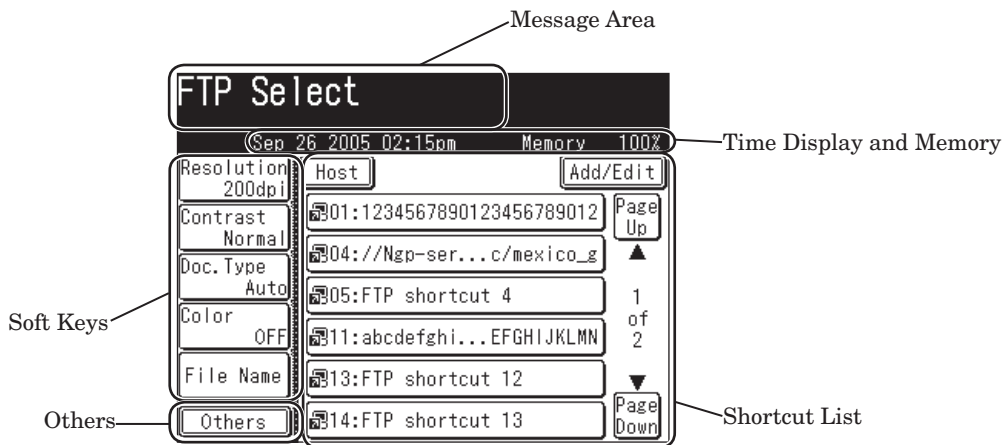 Message Area
FTP Select
Sep 26 2005 02:15pm Memory 100%
Time Display and Memory
Resolution
200dpi
Contrast
Normal
Doc.Type
Auto
Color
OFF
File Name
Others
Soft Keys
Others
Host
Add/Edit
01:1234567890123456789012
04://Ngp-ser...c/mexico_g
05:FTP shortcut 4
11:abcdefghi...EFGHIJKLMN
13:FTP shortcut 12
14:FTP shortcut 13
Page
Up
1
of
2
Page
Down
Shortcut List